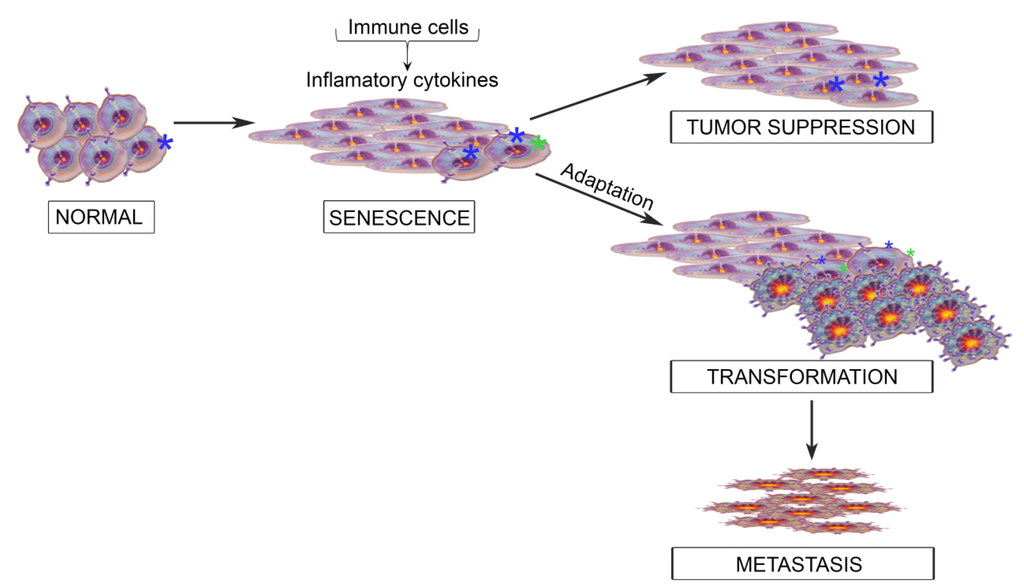 Immune cells
Inflamatory cytokines
NORMAL
SENESCENCE
TUMOR SUPPRESSION
Adaptation
TRANSFORMATION
METASTASIS